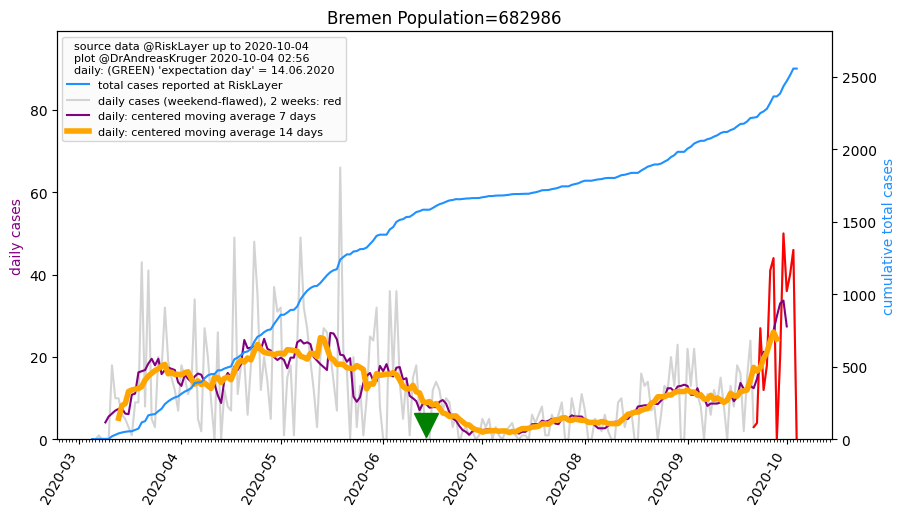 Bremen Population=682986
source data @RiskLayer up to 2020-10-04
plot @DrAndreasKruger 2020-10-04 02:56
daily: (GREEN) 'expectation day' = 14.06.2020
total cases reported at RiskLayer
daily cases (weekend-flawed), 2 weeks: red
daily: centered moving average 7 days
daily: centered moving average 14 days
daily cases
80
60
40
20
0
cumulative total cases
2500
2000
1500
1000
500
0
2020-03
2020-04
2020-05
2020-06
2020-07
2020-08
2020-09
2020-10